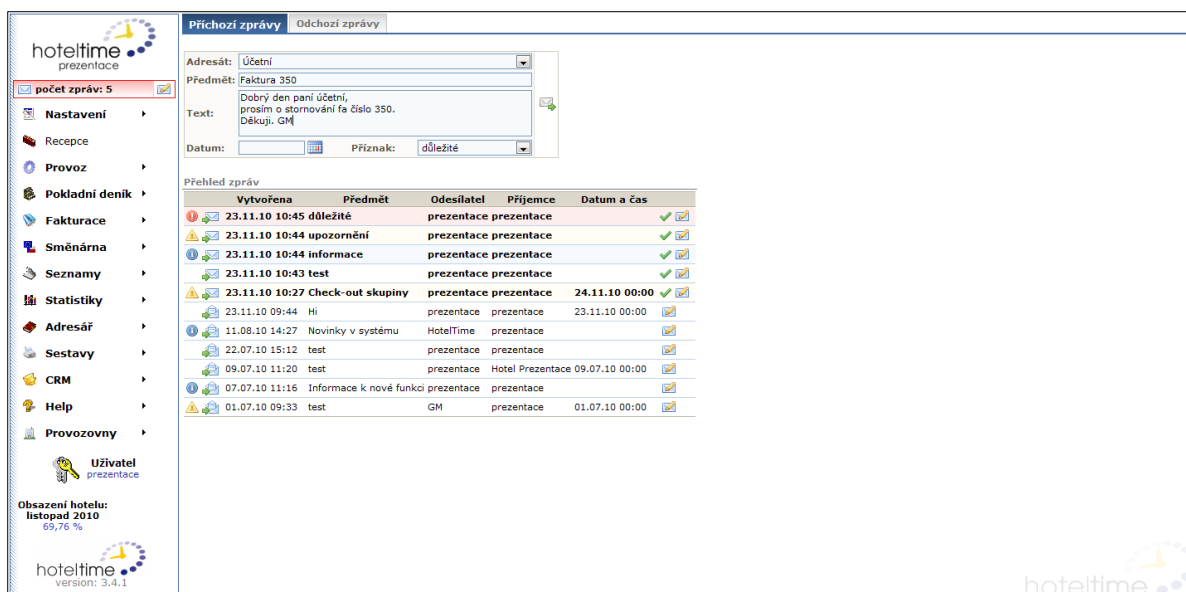 hoteltime
prezentace
počet zpráv: 5
Nastavení
Recepce
Provoz
Pokladní deník
Fakturace
Směnárna
Seznamy
Statistiky
Adresář
Sestavy
CRM
Help
Provozovny
Uživatel
prezentace
Obsazení hotelu:
listopad 2010
69,76 %
hoteltime
version: 3.4.1
Příchozí zprávy Odchozí zprávy
Adresát: Účetní
Předmět: Faktura 350
Text: Dobrý den paní účetní,
prosím o stornování fa číslo 350.
Děkuji. GM
Datum: Příznak: důležité
Přehled zpráv
Vytvořena Předmět Odesílatel Příjemce Datum a čas
23.11.10 10:45 důležité prezentace prezentace
23.11.10 10:44 upozornění prezentace prezentace
23.11.10 10:44 informace prezentace prezentace
23.11.10 10:43 test prezentace prezentace
23.11.10 10:27 Check-out skupiny prezentace prezentace 24.11.10 00:00
23.11.10 09:44 Hi prezentace prezentace 23.11.10 00:00
11.08.10 14:27 Novinky v systému HotelTime prezentace
22.07.10 15:12 test prezentace prezentace
09.07.10 11:20 test prezentace Hotel Prezentace 09.07.10 00:00
07.07.10 11:16 Informace k nové funkci prezentace prezentace
01.07.10 09:33 test GM prezentace 01.07.10 00:00
hoteltime